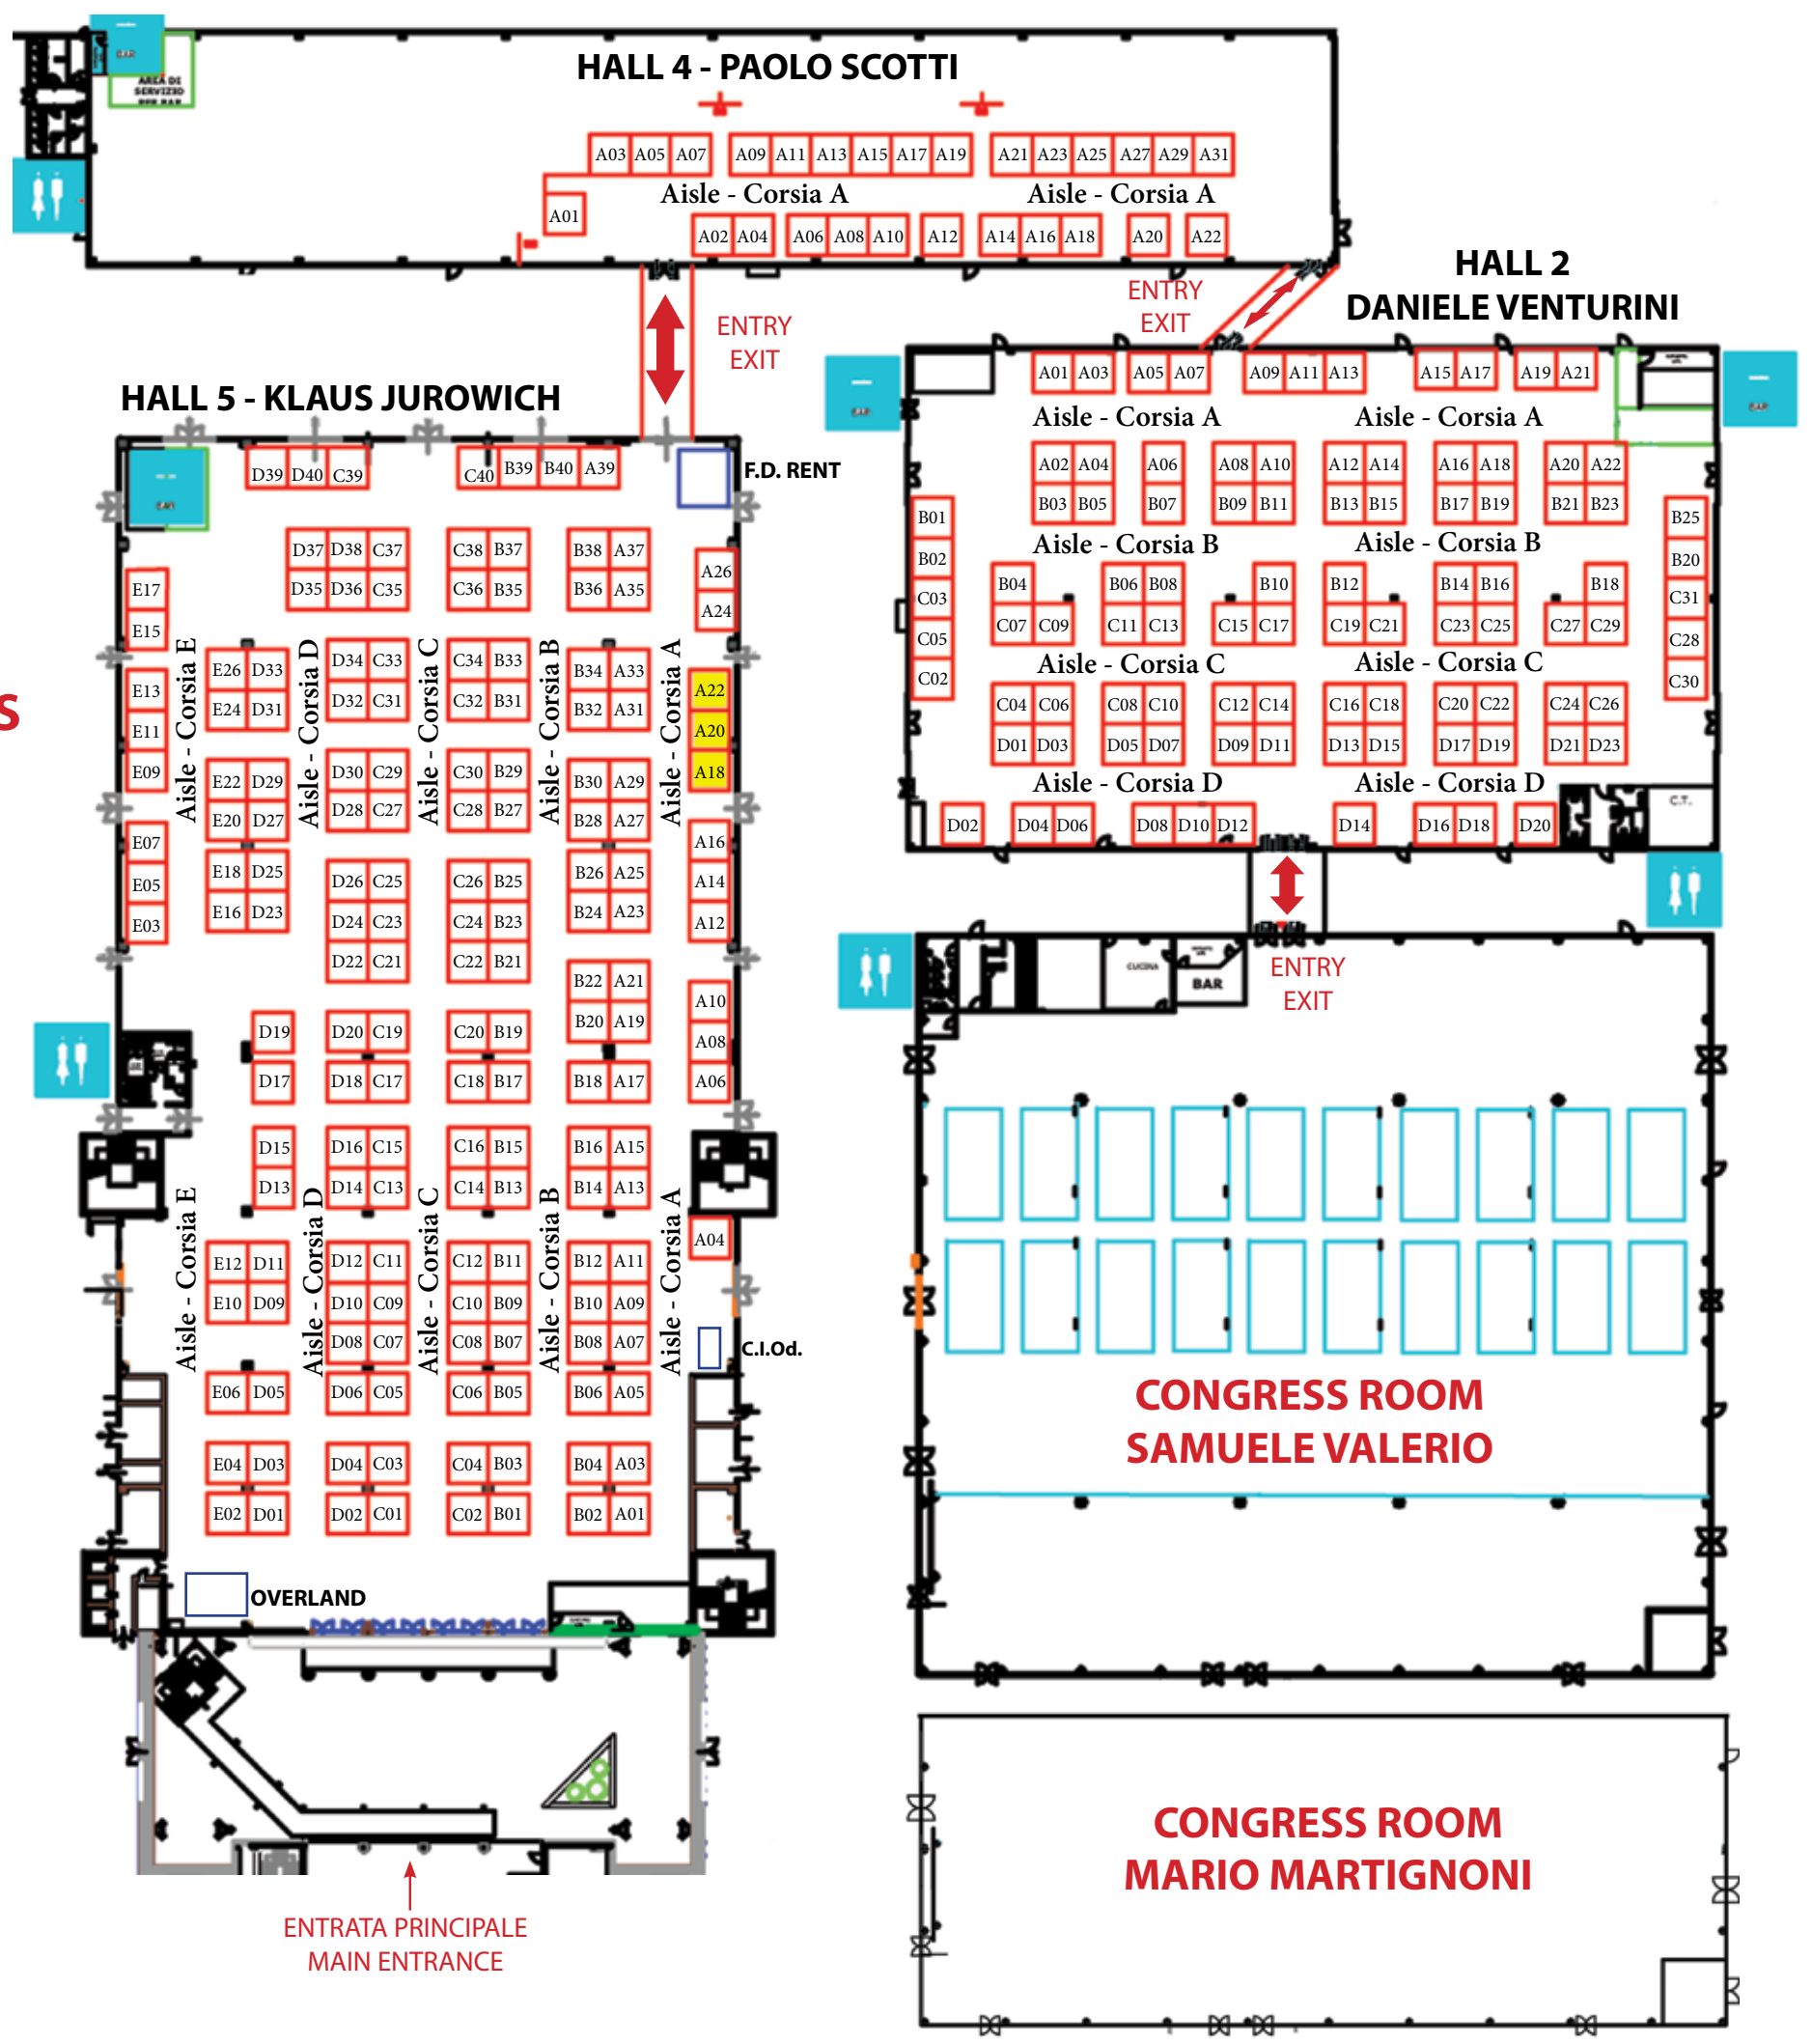 HALL 4 - PAOLO SCOTTI
BAR
AREA DI
SERVIZIO
PER BAR
A03 A05 A07 A09 A11 A13 A15 A17 A19 A21 A23 A25 A27 A29 A31
Aisle - Corsia A Aisle - Corsia A
A01
A02 A04 A06 A08 A10 A12 A14 A16 A18 A20 A22
ENTRY
EXIT
ENTRY
EXIT
HALL 2
DANIELE VENTURINI
BAR
BAR
A01 A03 A05 A07 A09 A11 A13 A15 A17 A19 A21
Aisle - Corsia A Aisle - Corsia A
A02 A04 A06 A08 A10 A12 A14 A16 A18 A20 A22
B03 B05 B07 B09 B11 B13 B15 B17 B19 B21 B23
B01
B02
C03
C05
C02
B25
B20
C31
C28
C30
Aisle - Corsia B Aisle - Corsia B
B04 B06 B08 B10 B12 B14 B16 B18
C07 C09 C11 C13 C15 C17 C19 C21 C23 C25 C27 C29
Aisle - Corsia C Aisle - Corsia C
C04 C06 C08 C10 C12 C14 C16 C18 C20 C22 C24 C26
D01 D03 D05 D07 D09 D11 D13 D15 D17 D19 D21 D23
Aisle - Corsia D Aisle - Corsia D
D02 D04 D06 D08 D10 D12 D14 D16 D18 D20
C.T.
HALL 5 - KLAUS JUROWICH
F.D. RENT
BAR
D39 D40 C39 C40 B39 B40 A39
D37 D38 C37 C38 B37 B38 A37
D35 D36 C35 C36 B35 B36 A35
A26
A24
E17
E15
Aisle - Corsia E
Aisle - Corsia D
Aisle - Corsia C
Aisle - Corsia B
Aisle - Corsia A
E26 D33 D34 C33 C34 B33 B34 A33
E24 D31 D32 C31 C32 B31 B32 A31
E13
E11
E09
A22
A20
A18
S
E22 D29 D30 C29 C30 B29 B30 A29
E20 D27 D28 C27 C28 B27 B28 A27
E07
E05
E03
A16
A14
A12
E18 D25 D26 C25 C26 B25 B26 A25
E16 D23 D24 C23 C24 B23 B24 A23
D22 C21 C22 B21
B22 A21
B20 A19
A10
A08
A06
D19 D20 C19 C20 B19
D17 D18 C17 C18 B17 B18 A17
D15 D16 C15 C16 B15 B16 A15
D13 D14 C13 C14 B13 B14 A13
A04
Aisle - Corsia E
Aisle - Corsia D
Aisle - Corsia C
Aisle - Corsia B
Aisle - Corsia A
E12 D11 D12 C11 C12 B11 B12 A11
E10 D09 D10 C09 C10 B09 B10 A09
D08 C07 C08 B07 B08 A07
C.I.Od.
E06 D05 D06 C05 C06 B05 B06 A05
E04 D03 D04 C03 C04 B03 B04 A03
E02 D01 D02 C01 C02 B01 B02 A01
OVERLAND
ENTRATA PRINCIPALE
MAIN ENTRANCE
CUCINA
BAR
ENTRY
EXIT
CONGRESS ROOM
SAMUELE VALERIO
CONGRESS ROOM
MARIO MARTIGNONI